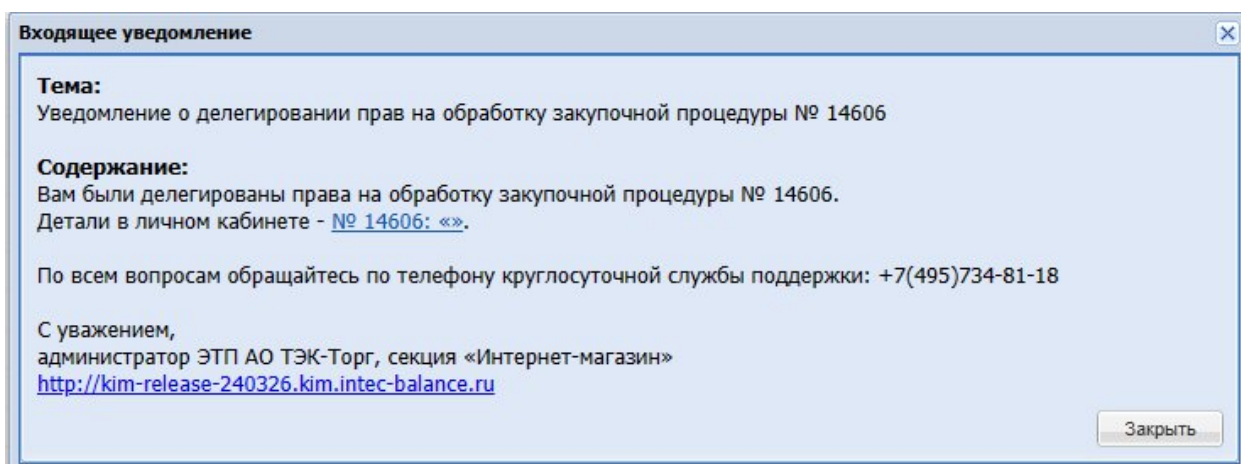 Входящее уведомление
Тема:
Уведомление о делегировании прав на обработку закупочной процедуры № 14606
Содержание:
Вам были делегированы права на обработку закупочной процедуры № 14606.
Детали в личном кабинете - № 14606: «».
По всем вопросам обращайтесь по телефону круглосуточной службы поддержки: +7(495)734-81-18
С уважением,
администратор ЭТП АО ТЭК-Торг, секция «Интернет-магазин»
http://kim-release-240326.kim.intec-balance.ru
Закрыть